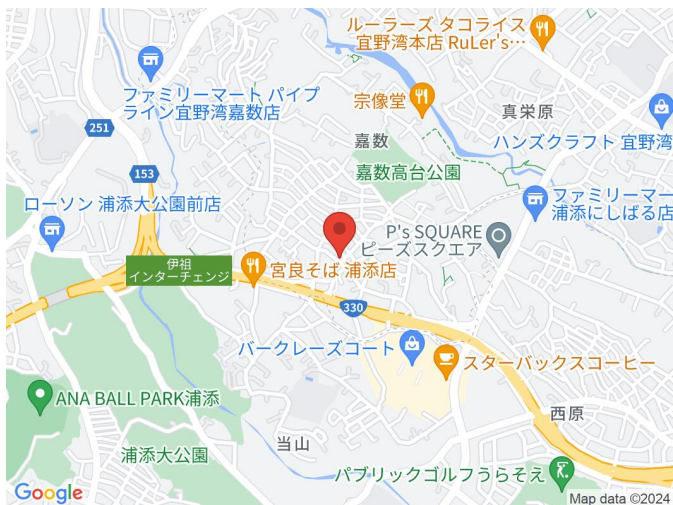 ルーラーズ タコライス
宜野湾本店 RuLer's…
ファミリーマート パイプ
ライン宜野湾嘉数店
宗像堂
真栄原
251
嘉数
ハンズクラフト 宜野湾
153
嘉数高台公園
ローソン 浦添大公園前店
ファミリーマー
浦添にしばる店
P's SQUARE
ピーズスクエア
伊祖
インターチェンジ
宮良そば 浦添店
330
バークレーズコート
スターバックスコーヒー
ANA BALL PARK浦添
西原
当山
浦添大公園
パブリックゴルフうらそえ
Google
Map data ©2024